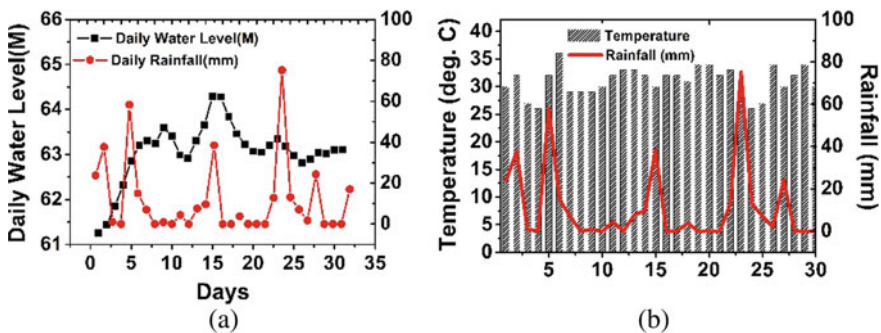 (a)
66
65
64
63
62
61
Daily Water Level(M)
Daily Water Level(M)
Daily Rainfall(mm)
100
80
60
40
20
0
0 5 10 15 20 25 30 35
Days
(a)
(b)
40
35
30
25
20
15
10
5
0
Temperature (deg. C)
Temperature
Rainfall (mm)
100
80
60
40
20
0
Rainfall (mm)
5 10 15 20 25 30
(b)